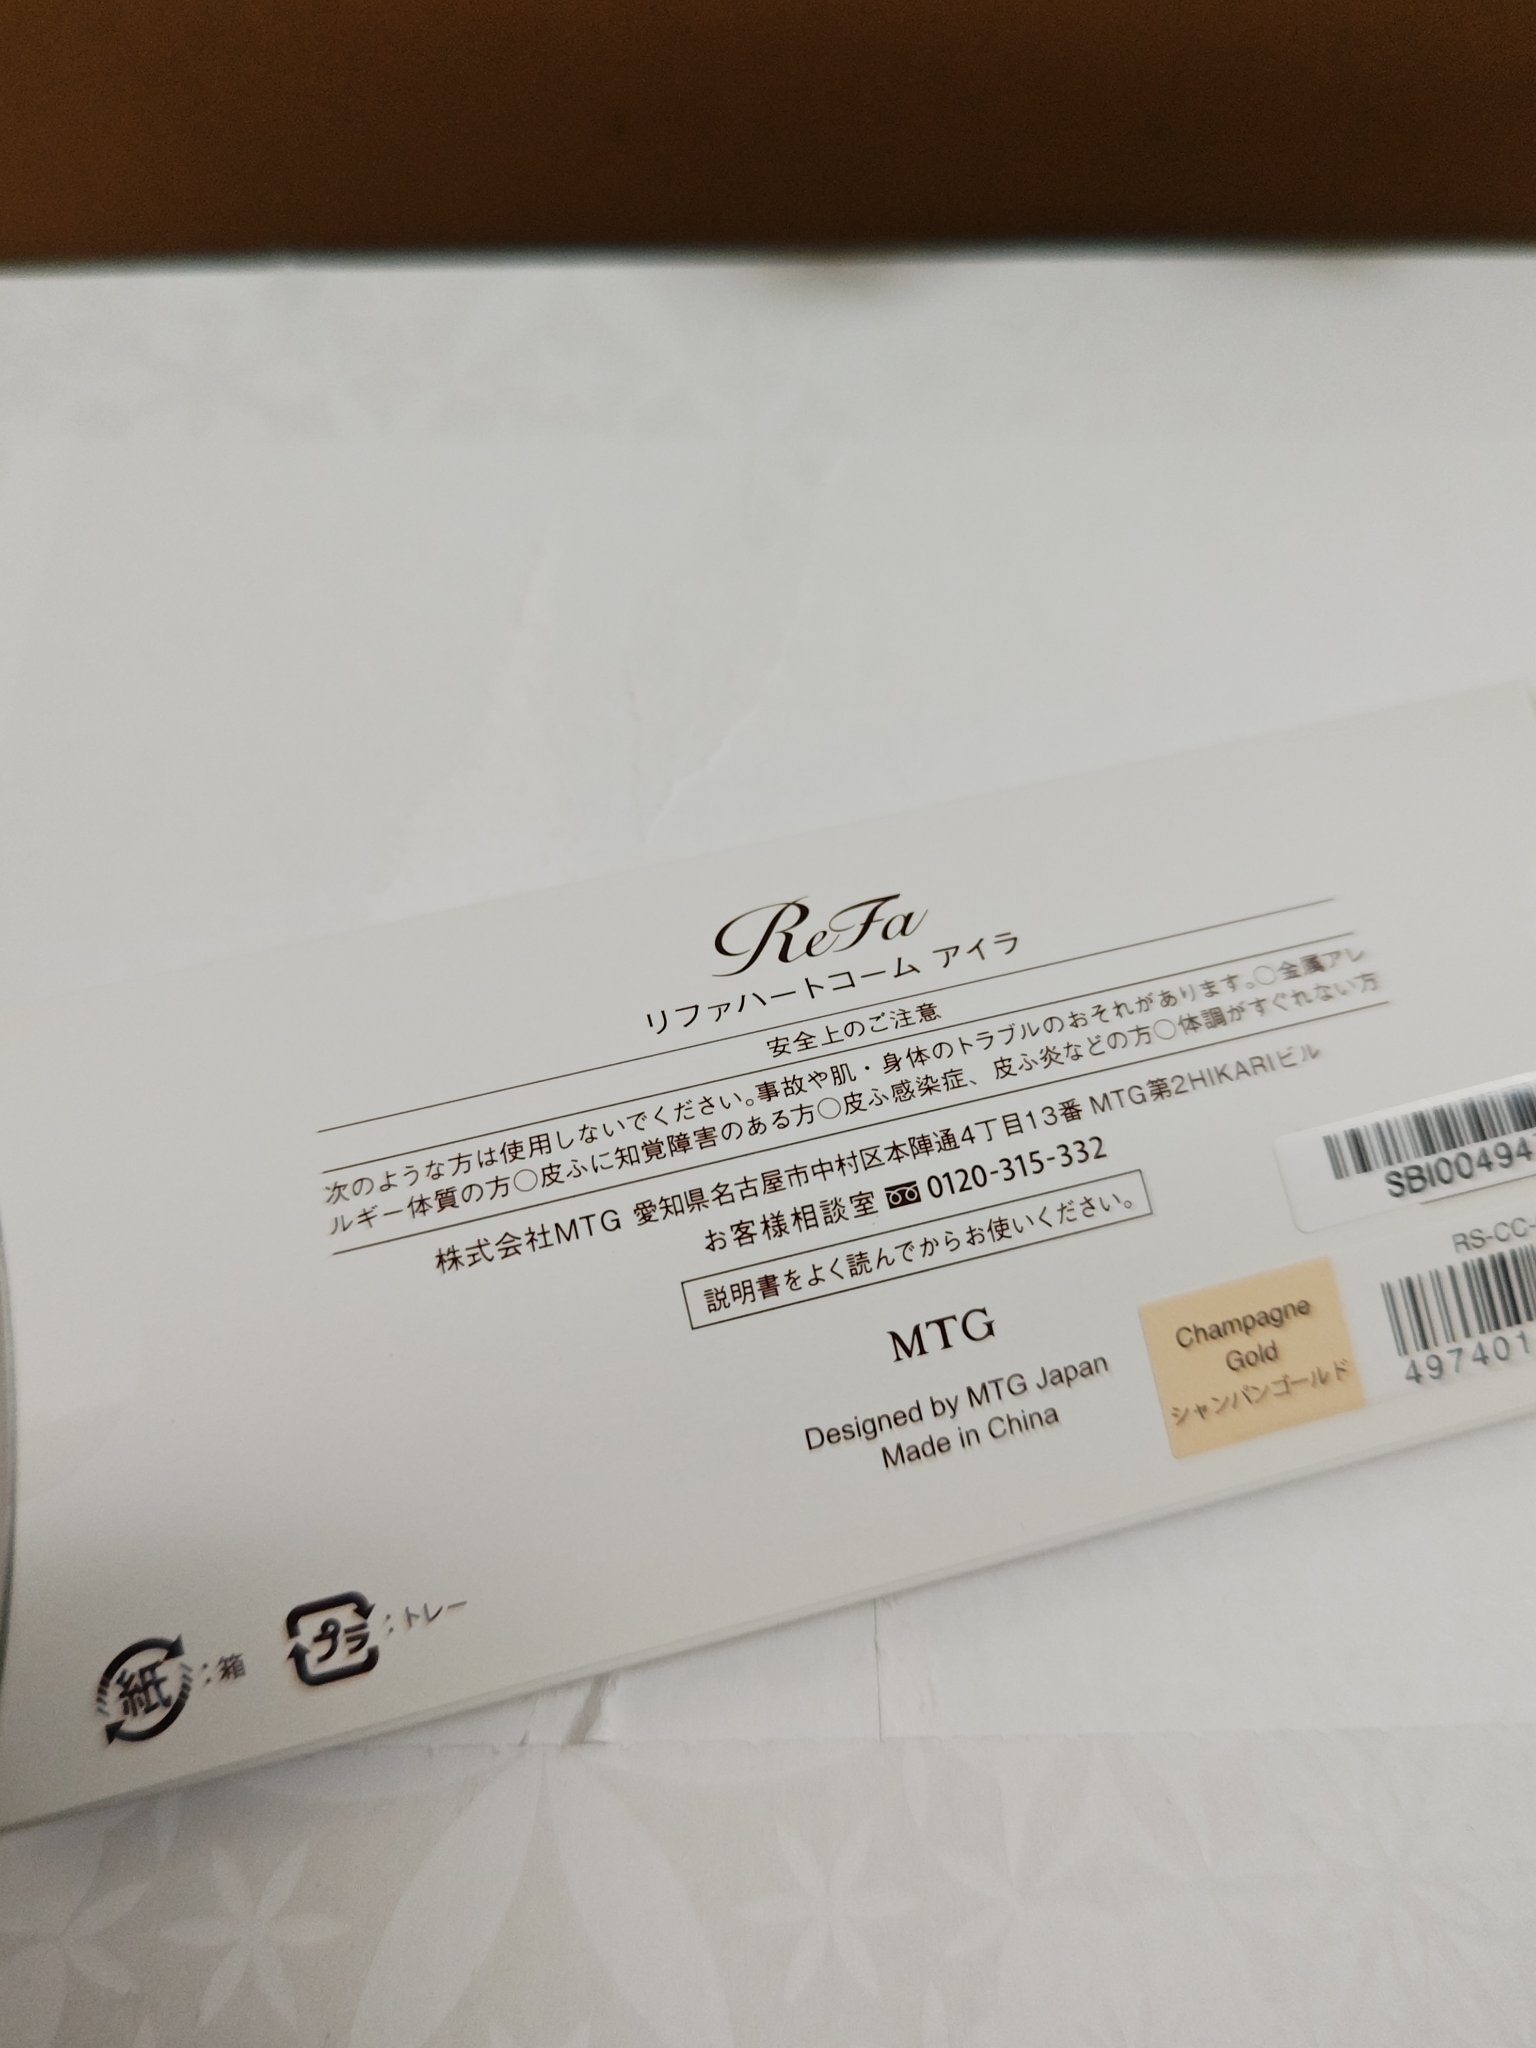 ReFa
リファハートコーム アイラ
安全上のご注意
次のような方は使用しないでください。事故や肌・身体のトラブルのおそれがあります。○金属アレ
ルギー体質の方○皮ふに知覚障害のある方○皮ふ感染症、皮ふ炎などの方○体調がすぐれない方
株式会社MTG 愛知県名古屋市中村区本陣通4丁目13番 MTG第2HIKARIビル
お客様相談室 0120-315-332
説明書をよく読んでからお使いください。
MTG
Designed by MTG Japan
Made in China
Champagne
Gold
シャンパンゴールド
SBI00494
RS-CC-
497401
紙:箱
プラ:トレー